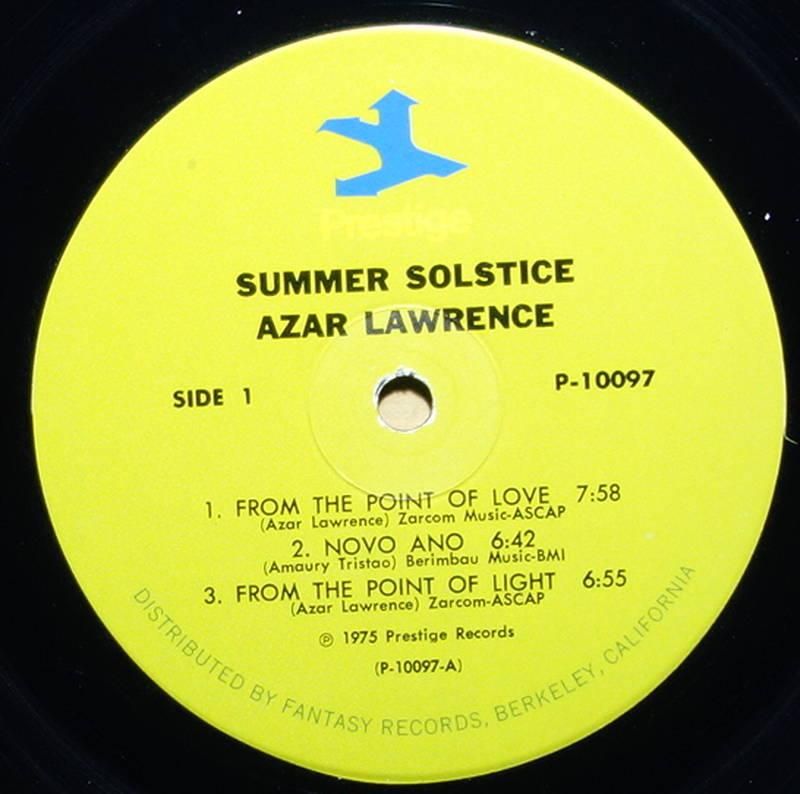 Prestige
SUMMER SOLSTICE
AZAR LAWRENCE
SIDE 1
P-10097
1. FROM THE POINT OF LOVE 7:58
(Azar Lawrence) Zarcom Music-ASCAP
2. NOVO ANO 6:42
(Amaury Tristao) Berimbau Music-BMI
3. FROM THE POINT OF LIGHT 6:55
(Azar Lawrence) Zarcom-ASCAP
℗ 1975 Prestige Records
(P-10097-A)
DISTRIBUTED BY FANTASY RECORDS, BERKELEY, CALIFORNIA